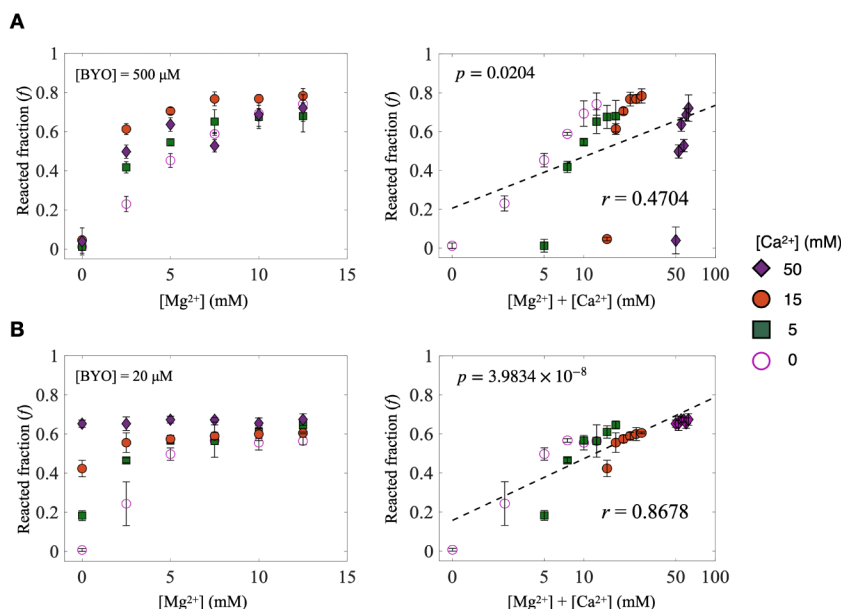 A
[BYO] = 500 μM
Reacted fraction (f)
1
0.8
0.6
0.4
0.2
0
0
5
10
15
[Mg²⁺] (mM)
p = 0.0204
r = 0.4704
Reacted fraction (f)
1
0.8
0.6
0.4
0.2
0
0
5
10
50
100
[Mg²⁺] + [Ca²⁺] (mM)
[Ca²⁺] (mM)
50
15
5
0
B
[BYO] = 20 μM
Reacted fraction (f)
1
0.8
0.6
0.4
0.2
0
0
5
10
15
[Mg²⁺] (mM)
p = 3.9834 × 10⁻⁸
r = 0.8678
Reacted fraction (f)
1
0.8
0.6
0.4
0.2
0
0
5
10
50
100
[Mg²⁺] + [Ca²⁺] (mM)